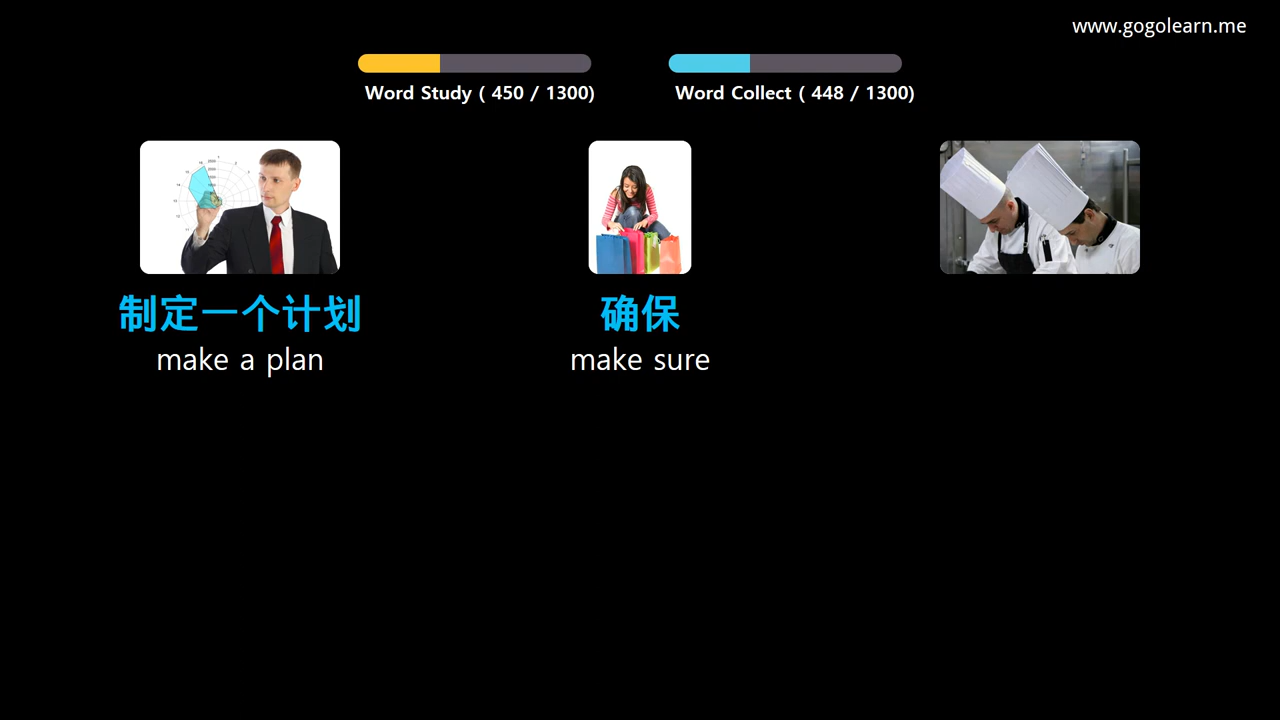 www.gogolearn.me
Word Study ( 450 / 1300)
Word Collect ( 448 / 1300)
制定一个计划
make a plan
确保
make sure